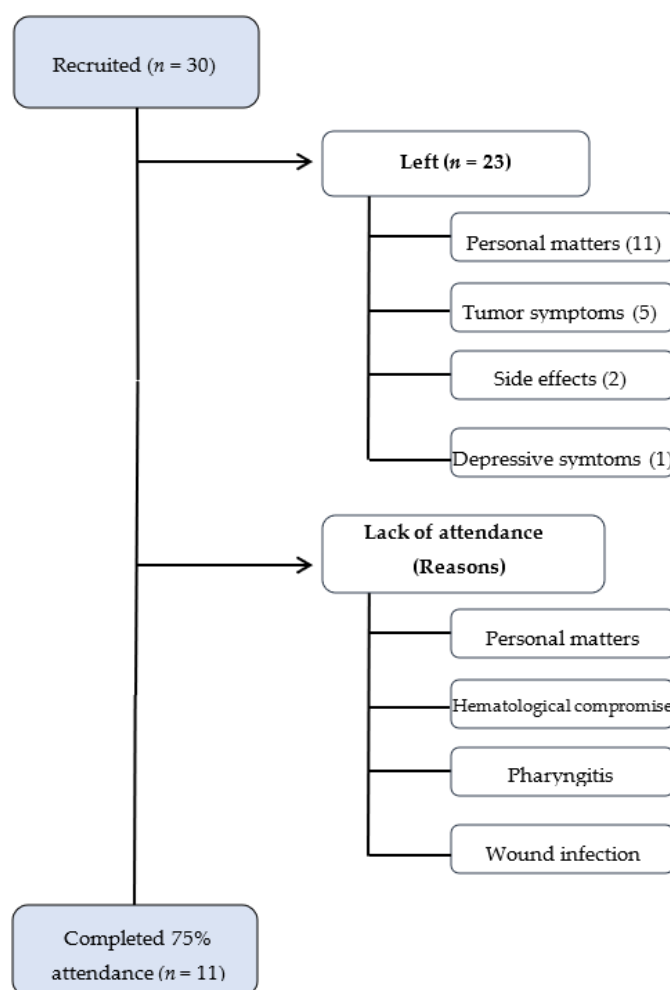 Recruited (n = 30)
Left (n = 23)
Personal matters (11)
Tumor symptoms (5)
Side effects (2)
Depressive symtoms (1)
Lack of attendance
(Reasons)
Personal matters
Hematological compromise
Pharyngitis
Wound infection
Completed 75%
attendance (n = 11)